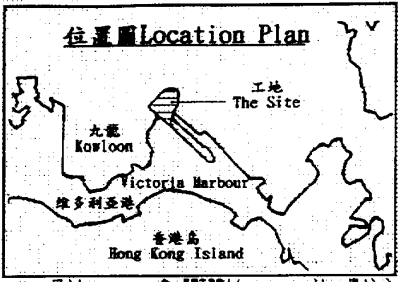 位置圖Location Plan
工地
The Site
九龍
Kowloon
Victoria Harbour
維多利亞港
香港島
Hong Kong Island